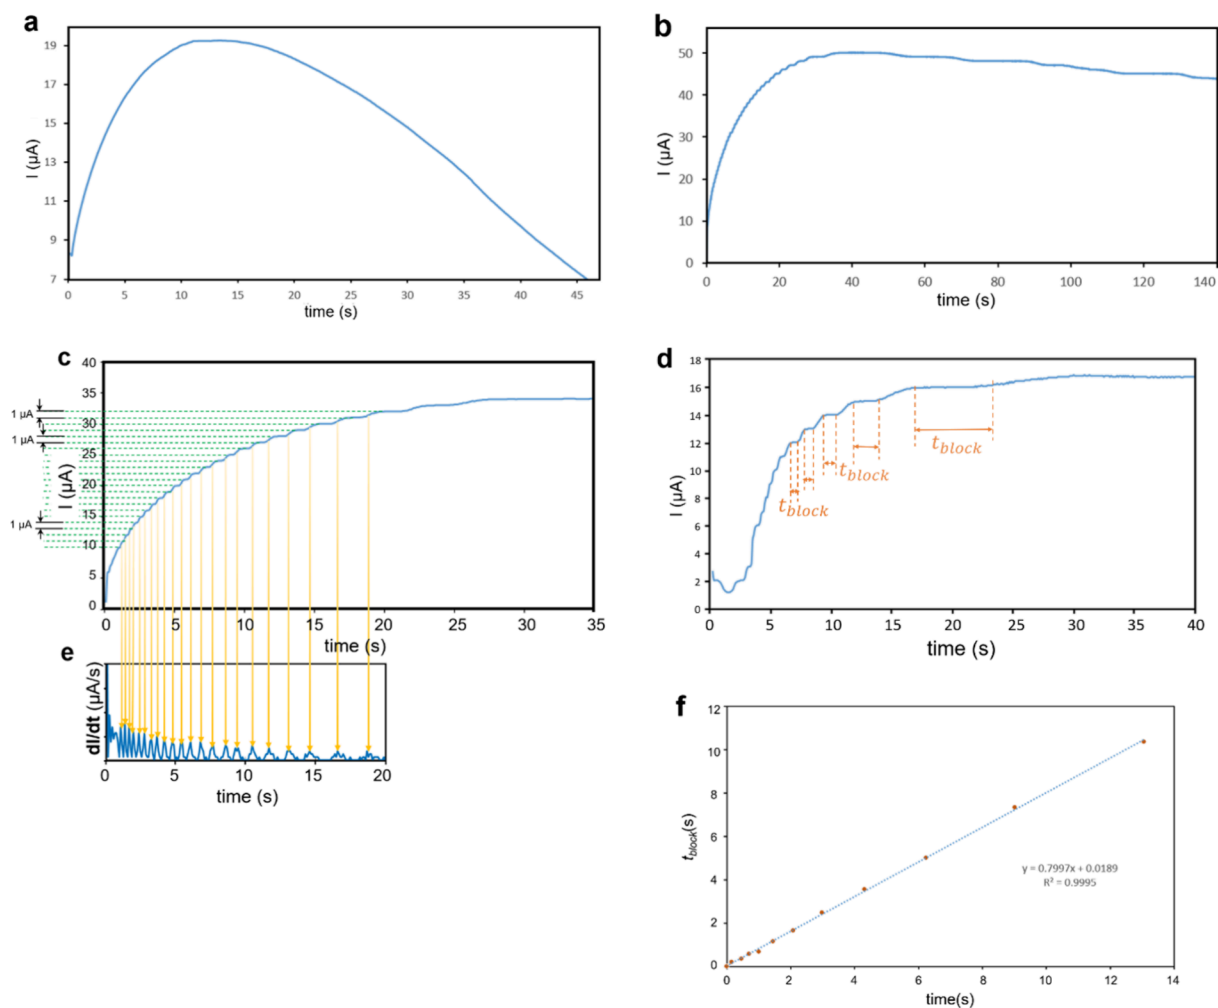 a
I (µA)
19
17
15
13
11
9
7
0 5 10 15 20 25 30 35 40 45
time (s)
b
I (µA)
50
40
30
20
10
0
0 20 40 60 80 100 120 140
time (s)
c
I (µA)
40
35
30
25
20
15
10
5
0
1 µA
1 µA
1 µA
0 5 10 15 20 25 30 35
time (s)
d
I (µA)
18
16
14
12
10
8
6
4
2
0
t_block
t_block
t_block
0 5 10 15 20 25 30 35 40
time (s)
e
dI/dt (µA/s)
0 5 10 15 20
time (s)
f
t_block(s)
12
10
8
6
4
2
0
y = 0.7997x + 0.0189
R² = 0.9995
0 2 4 6 8 10 12 14
time(s)